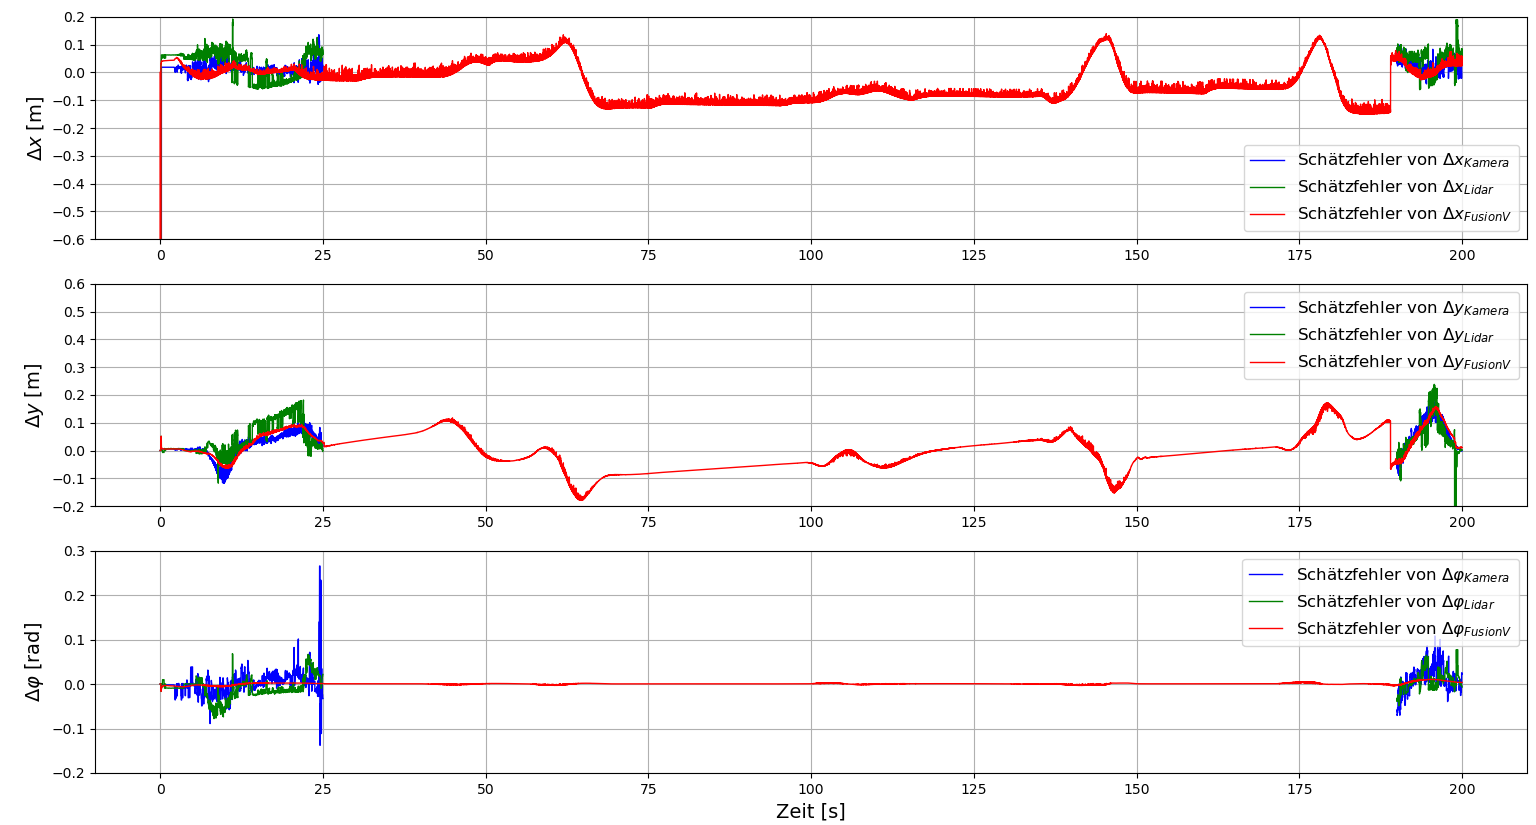 0.2
0.1
0.0
−0.1
−0.2
−0.3
−0.4
−0.5
−0.6
Δx [m]
Schätzfehler von Δx_Kamera
Schätzfehler von Δx_Lidar
Schätzfehler von Δx_FusionV
0 25 50 75 100 125 150 175 200
0.6
0.5
0.4
0.3
0.2
0.1
0.0
−0.1
−0.2
Δy [m]
Schätzfehler von Δy_Kamera
Schätzfehler von Δy_Lidar
Schätzfehler von Δy_FusionV
0 25 50 75 100 125 150 175 200
0.3
0.2
0.1
0.0
−0.1
−0.2
Δφ [rad]
Schätzfehler von Δφ_Kamera
Schätzfehler von Δφ_Lidar
Schätzfehler von Δφ_FusionV
0 25 50 75 100 125 150 175 200
Zeit [s]